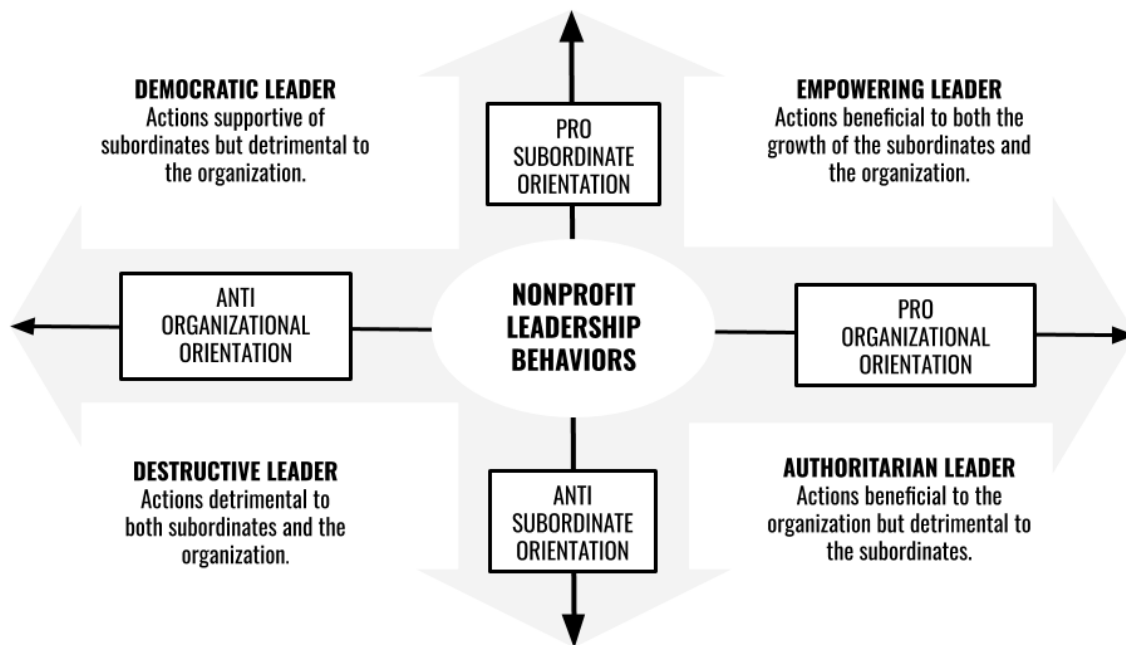 DEMOCRATIC LEADER
Actions supportive of
subordinates but detrimental to
the organization.
PRO
SUBORDINATE
ORIENTATION
EMPOWERING LEADER
Actions beneficial to both the
growth of the subordinates and
the organization.
ANTI
ORGANIZATIONAL
ORIENTATION
NONPROFIT
LEADERSHIP
BEHAVIORS
PRO
ORGANIZATIONAL
ORIENTATION
DESTRUCTIVE LEADER
Actions detrimental to
both subordinates and the
organization.
ANTI
SUBORDINATE
ORIENTATION
AUTHORITARIAN LEADER
Actions beneficial to the
organization but detrimental to
the subordinates.